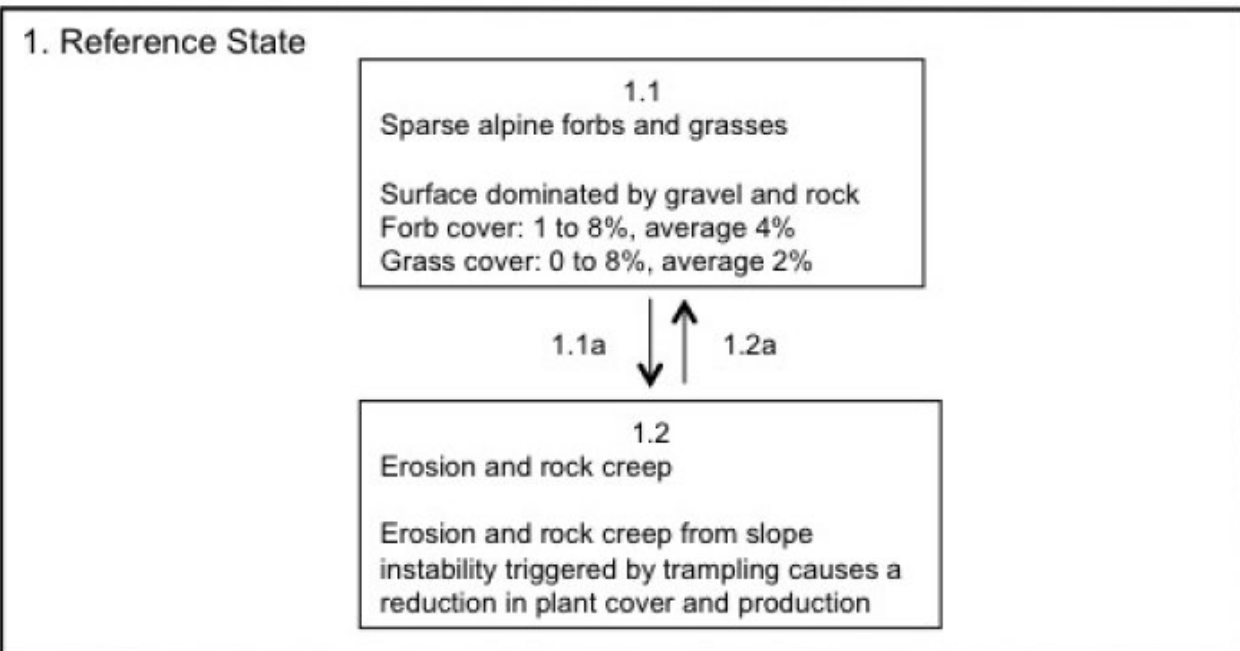 1. Reference State
1.1
Sparse alpine forbs and grasses
Surface dominated by gravel and rock
Forb cover: 1 to 8%, average 4%
Grass cover: 0 to 8%, average 2%
1.1a
1.2a
1.2
Erosion and rock creep
Erosion and rock creep from slope
instability triggered by trampling causes a
reduction in plant cover and production